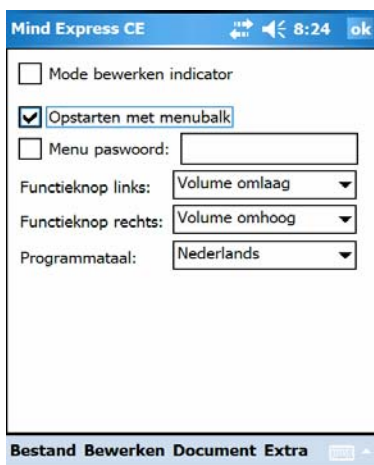 Mind Express CE 8:24 ok
Mode bewerken indicator
Opstarten met menubalk
Menu paswoord:
Functieknop links: Volume omlaag
Functieknop rechts: Volume omhoog
Programmataal: Nederlands
Bestand Bewerken Document Extra